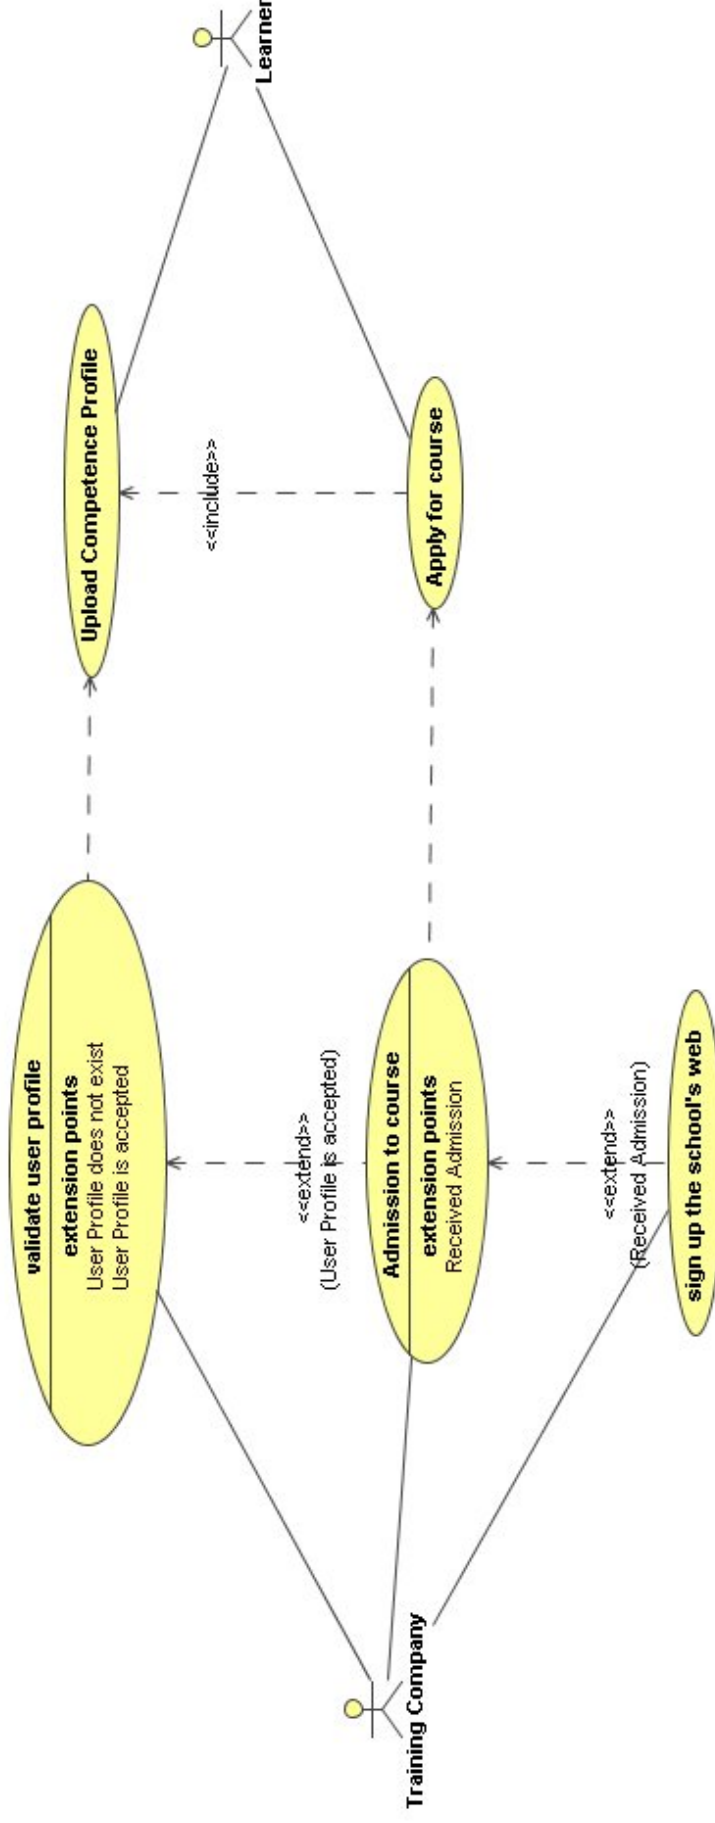 validate user profile
extension points
User Profile does not exist
User Profile is accepted
Upload Competence Profile
Learner
<<include>>
<<extend>>
(User Profile is accepted)
Training Company
Admission to course
extension points
Received Admission
Apply for course
<<extend>>
(Received Admission)
sign up the school's web